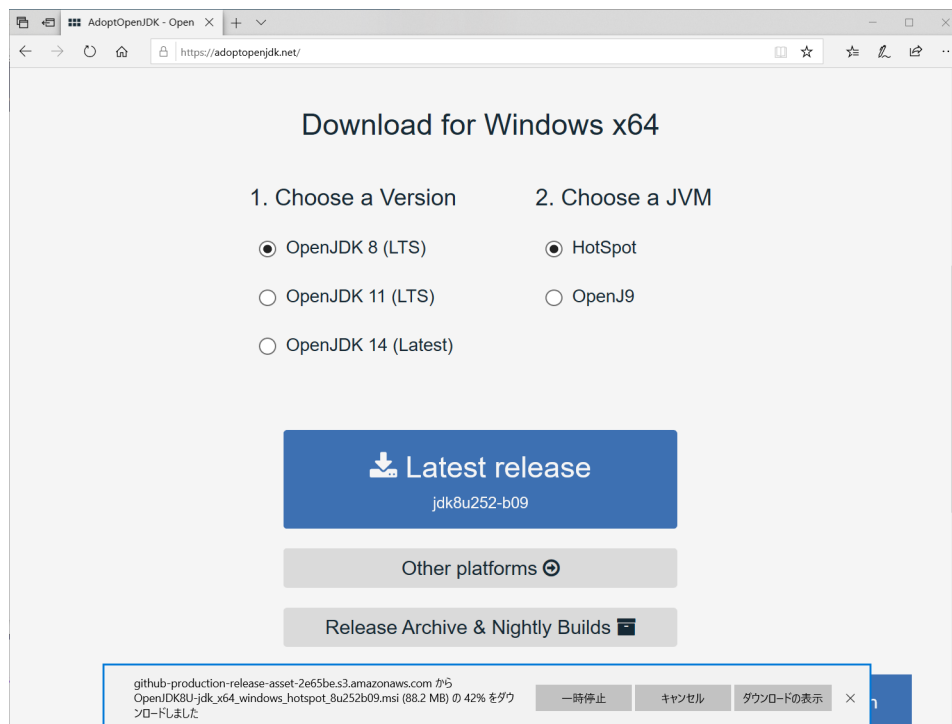 AdoptOpenJDK - Open
https://adoptopenjdk.net/
Download for Windows x64
1. Choose a Version
OpenJDK 8 (LTS)
OpenJDK 11 (LTS)
OpenJDK 14 (Latest)
2. Choose a JVM
HotSpot
OpenJ9
Latest release
jdk8u252-b09
Other platforms
Release Archive & Nightly Builds
github-production-release-asset-2e65be.s3.amazonaws.com から
OpenJDK8U-jdk_x64_windows_hotspot_8u252b09.msi (88.2 MB) の 42% をダウ
ンロードしました
一時停止
キャンセル
ダウンロードの表示